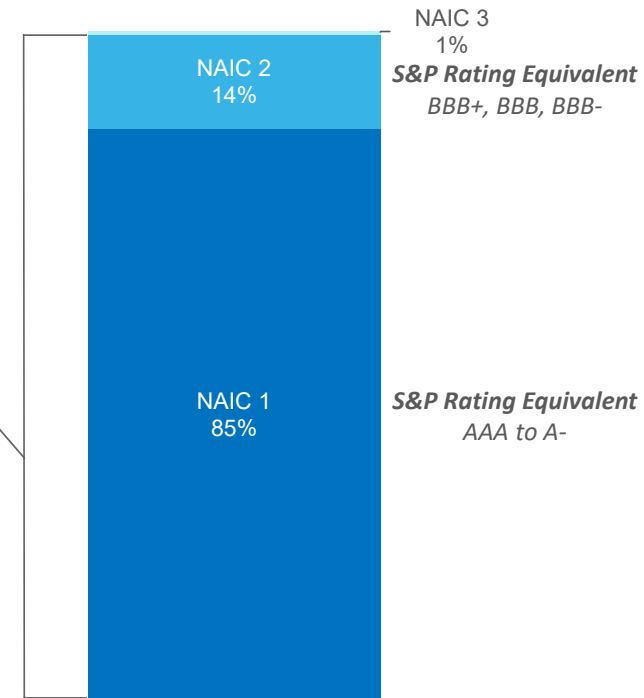 NAIC 3
1%
NAIC 2
14%
S&P Rating Equivalent
BBB+, BBB, BBB-
NAIC 1
85%
S&P Rating Equivalent
AAA to A-